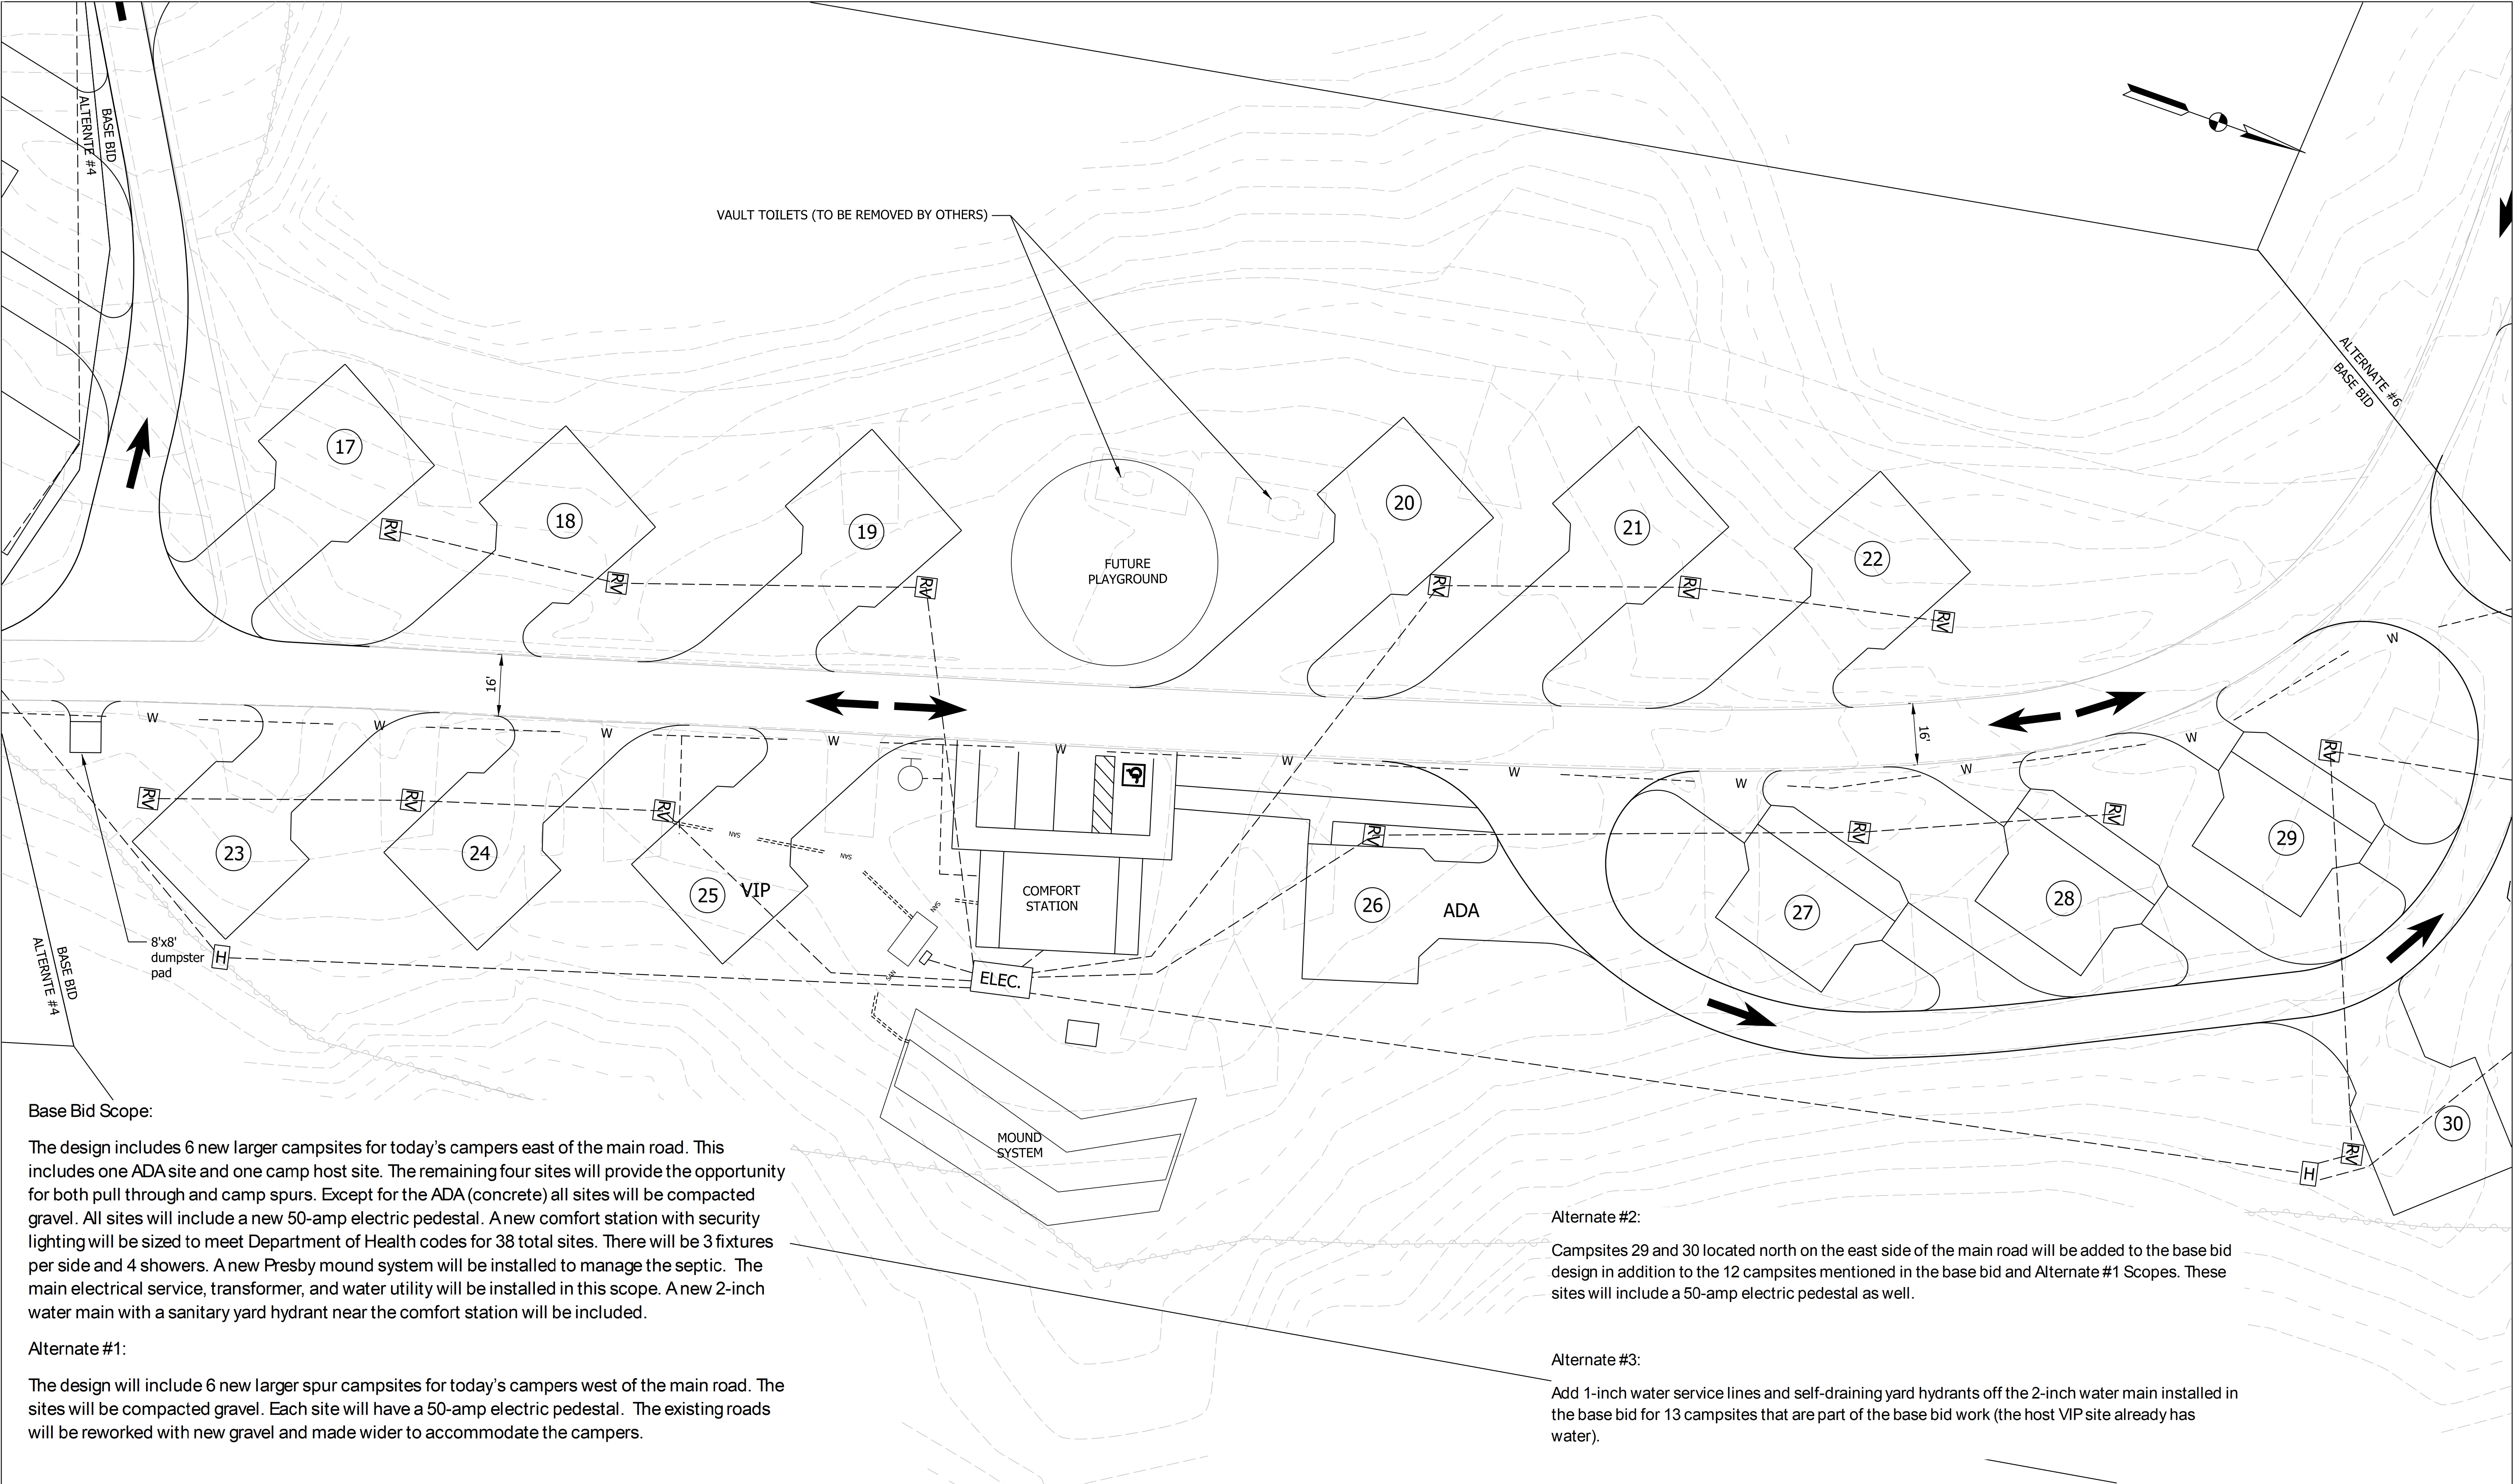 BASE BID
ALTERNTE #4
VAULT TOILETS (TO BE REMOVED BY OTHERS)
ALTERNATE #6
BASE BID
17
18
19
20
21
22
RV
RV
RV
RV
RV
RV
FUTURE
PLAYGROUND
16'
16'
W
W
W
W
W
W
W
W
W
W
W
RV
RV
RV
RV
RV
RV
RV
23
24
25
VIP
SAN
SAN
SAN
SAN
COMFORT
STATION
26
ADA
27
28
29
30
8'x8'
dumpster
pad
H
ELEC.
BASE BID
ALTERNTE #4
MOUND
SYSTEM
RV
H
Base Bid Scope:
The design includes 6 new larger campsites for today's campers east of the main road. This
includes one ADA site and one camp host site. The remaining four sites will provide the opportunity
for both pull through and camp spurs. Except for the ADA (concrete) all sites will be compacted
gravel. All sites will include a new 50-amp electric pedestal. A new comfort station with security
lighting will be sized to meet Department of Health codes for 38 total sites. There will be 3 fixtures
per side and 4 showers. A new Presby mound system will be installed to manage the septic. The
main electrical service, transformer, and water utility will be installed in this scope. A new 2-inch
water main with a sanitary yard hydrant near the comfort station will be included.
Alternate #1:
The design will include 6 new larger spur campsites for today's campers west of the main road. The
sites will be compacted gravel. Each site will have a 50-amp electric pedestal. The existing roads
will be reworked with new gravel and made wider to accommodate the campers.
Alternate #2:
Campsites 29 and 30 located north on the east side of the main road will be added to the base bid
design in addition to the 12 campsites mentioned in the base bid and Alternate #1 Scopes. These
sites will include a 50-amp electric pedestal as well.
Alternate #3:
Add 1-inch water service lines and self-draining yard hydrants off the 2-inch water main installed in
the base bid for 13 campsites that are part of the base bid work (the host VIP site already has
water).